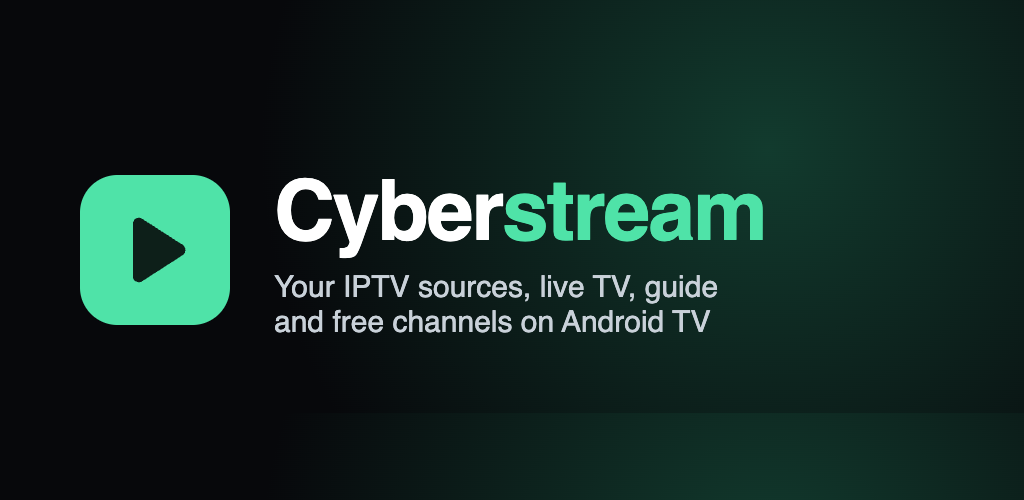 Cyberstream
Your IPTV sources, live TV, guide
and free channels on Android TV